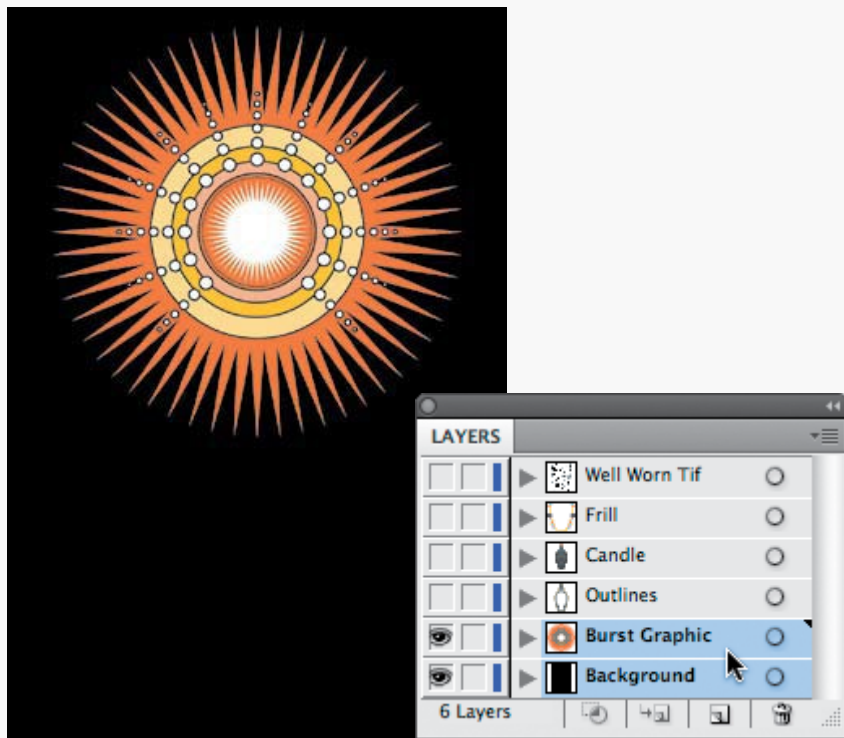 LAYERS
Well Worn Tif
Frill
Candle
Outlines
Burst Graphic
Background
6 Layers